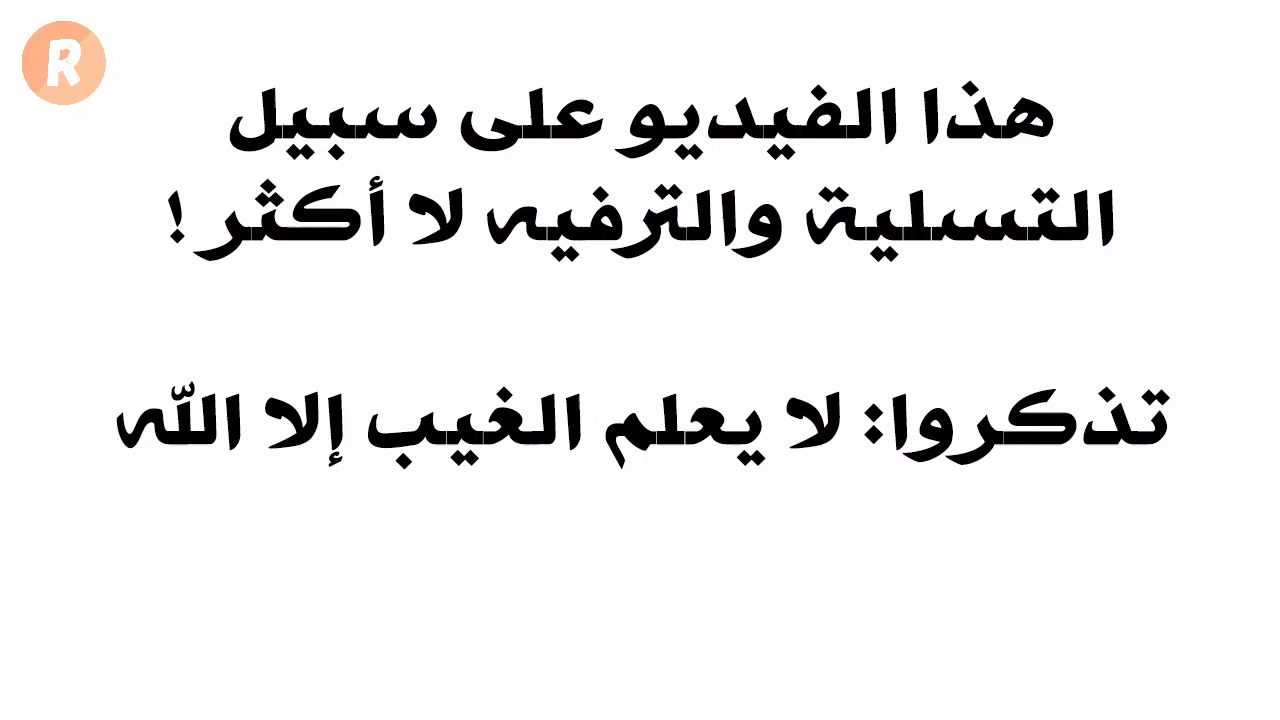 R
هذا الفيديو على سبيل
التسلية والترفيه لا أكثر !
تذكروا: لا يعلم الغيب إلا الله